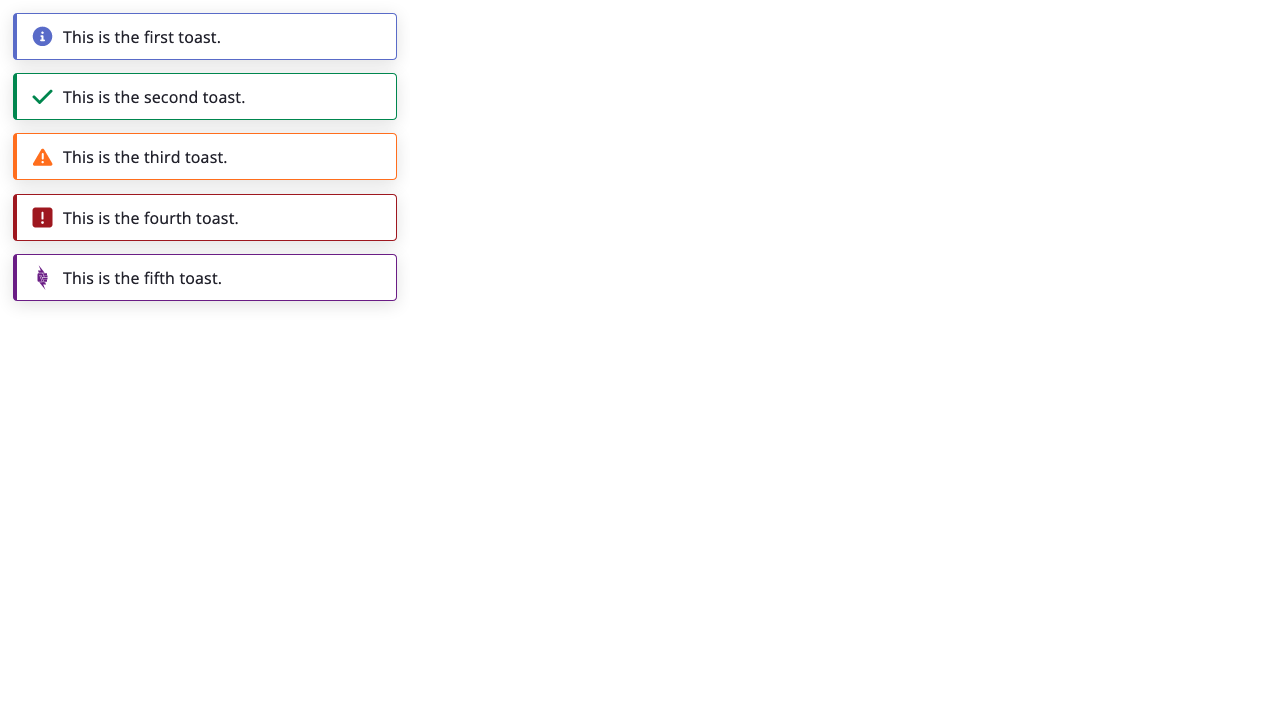 This is the first toast.
This is the second toast.
This is the third toast.
This is the fourth toast.
This is the fifth toast.